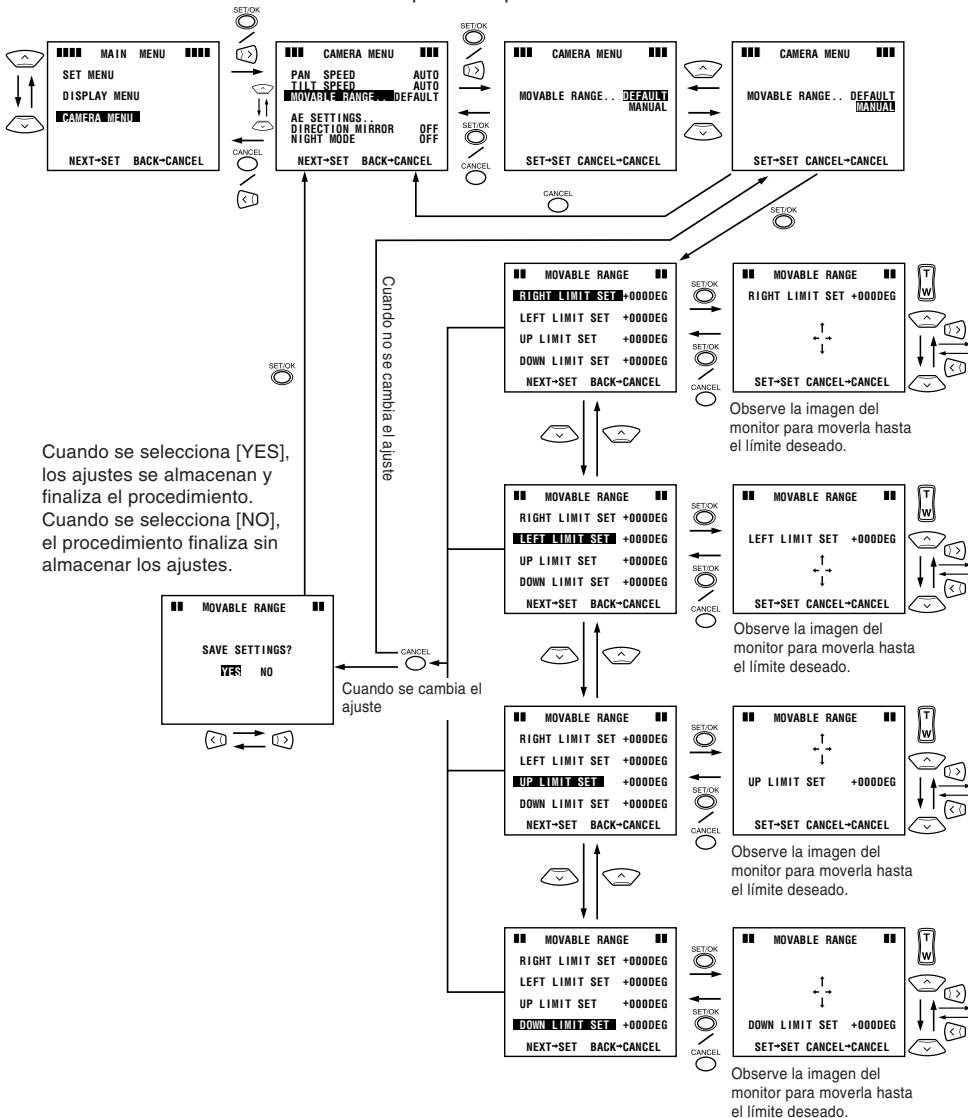 SET/OK
MAIN MENU
SET MENU
DISPLAY MENU
CAMERA MENU
NEXT→SET BACK→CANCEL
CANCEL
CAMERA MENU
PAN SPEED AUTO
TILT SPEED AUTO
MOVABLE RANGE.. DEFAULT
AE SETTINGS..
DIRECTION MIRROR OFF
NIGHT MODE OFF
NEXT→SET BACK→CANCEL
SET/OK
SET/OK
CANCEL
CAMERA MENU
MOVABLE RANGE.. DEFAULT
MANUAL
SET→SET CANCEL→CANCEL
CAMERA MENU
MOVABLE RANGE.. DEFAULT
MANUAL
SET→SET CANCEL→CANCEL
CANCEL
SET/OK
Cuando no se cambia el ajuste
SET/OK
Cuando se selecciona [YES],
los ajustes se almacenan y
finaliza el procedimiento.
Cuando se selecciona [NO],
el procedimiento finaliza sin
almacenar los ajustes.
MOVABLE RANGE
SAVE SETTINGS?
YES NO
CANCEL
Cuando se cambia el
ajuste
MOVABLE RANGE
RIGHT LIMIT SET +000DEG
LEFT LIMIT SET +000DEG
UP LIMIT SET +000DEG
DOWN LIMIT SET +000DEG
NEXT→SET BACK→CANCEL
SET/OK
SET/OK
CANCEL
MOVABLE RANGE
RIGHT LIMIT SET +000DEG
SET→SET CANCEL→CANCEL
T
W
Observe la imagen del
monitor para moverla hasta
el límite deseado.
MOVABLE RANGE
RIGHT LIMIT SET +000DEG
LEFT LIMIT SET +000DEG
UP LIMIT SET +000DEG
DOWN LIMIT SET +000DEG
NEXT→SET BACK→CANCEL
SET/OK
SET/OK
CANCEL
MOVABLE RANGE
LEFT LIMIT SET +000DEG
SET→SET CANCEL→CANCEL
T
W
Observe la imagen del
monitor para moverla hasta
el límite deseado.
MOVABLE RANGE
RIGHT LIMIT SET +000DEG
LEFT LIMIT SET +000DEG
UP LIMIT SET +000DEG
DOWN LIMIT SET +000DEG
NEXT→SET BACK→CANCEL
SET/OK
SET/OK
CANCEL
MOVABLE RANGE
UP LIMIT SET +000DEG
SET→SET CANCEL→CANCEL
T
W
Observe la imagen del
monitor para moverla hasta
el límite deseado.
MOVABLE RANGE
RIGHT LIMIT SET +000DEG
LEFT LIMIT SET +000DEG
UP LIMIT SET +000DEG
DOWN LIMIT SET +000DEG
NEXT→SET BACK→CANCEL
SET/OK
SET/OK
CANCEL
MOVABLE RANGE
DOWN LIMIT SET +000DEG
SET→SET CANCEL→CANCEL
T
W
Observe la imagen del
monitor para moverla hasta
el límite deseado.